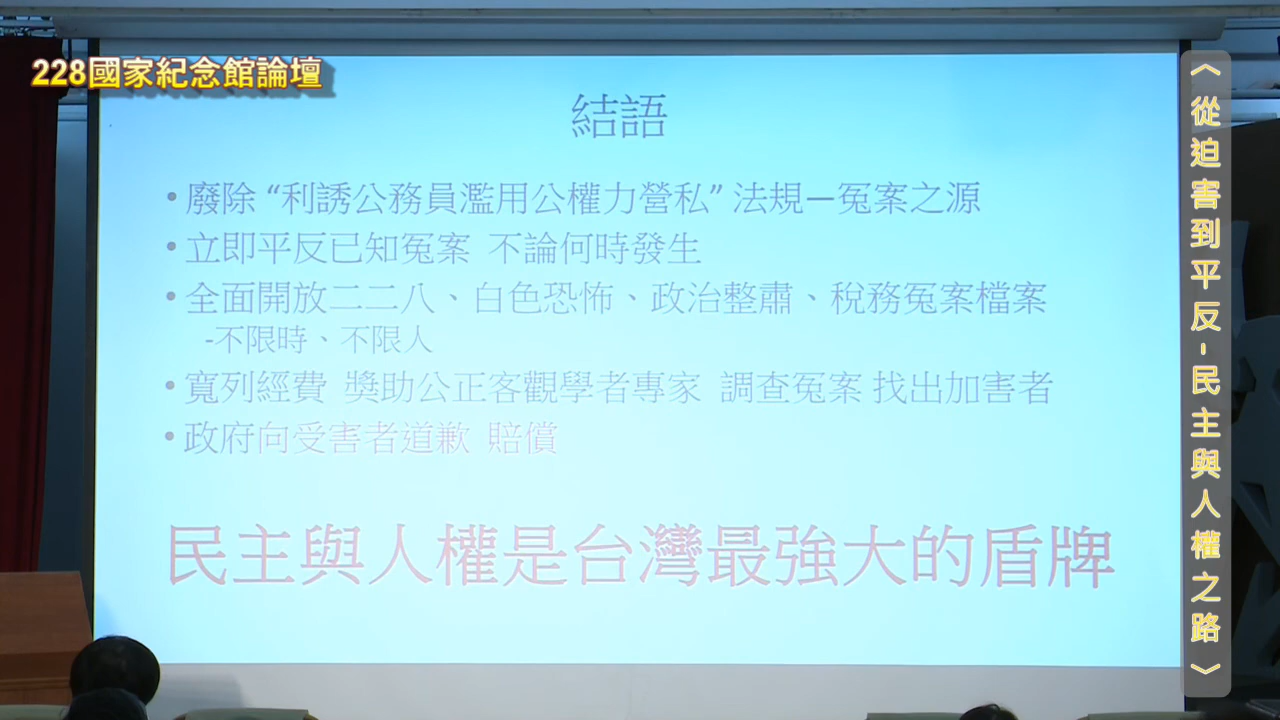 228國家紀念館論壇
結語
• 廢除 “利誘公務員濫用公權力營私” 法規—冤案之源
• 立即平反已知冤案 不論何時發生
• 全面開放二二八、白色恐怖、政治整肅、稅務冤案檔案
-不限時、不限人
• 寬列經費 獎助公正客觀學者專家 調查冤案 找出加害者
• 政府向受害者道歉 賠償
民主與人權是台灣最強大的盾牌
︿從迫害到平反-民主與人權之路﹀